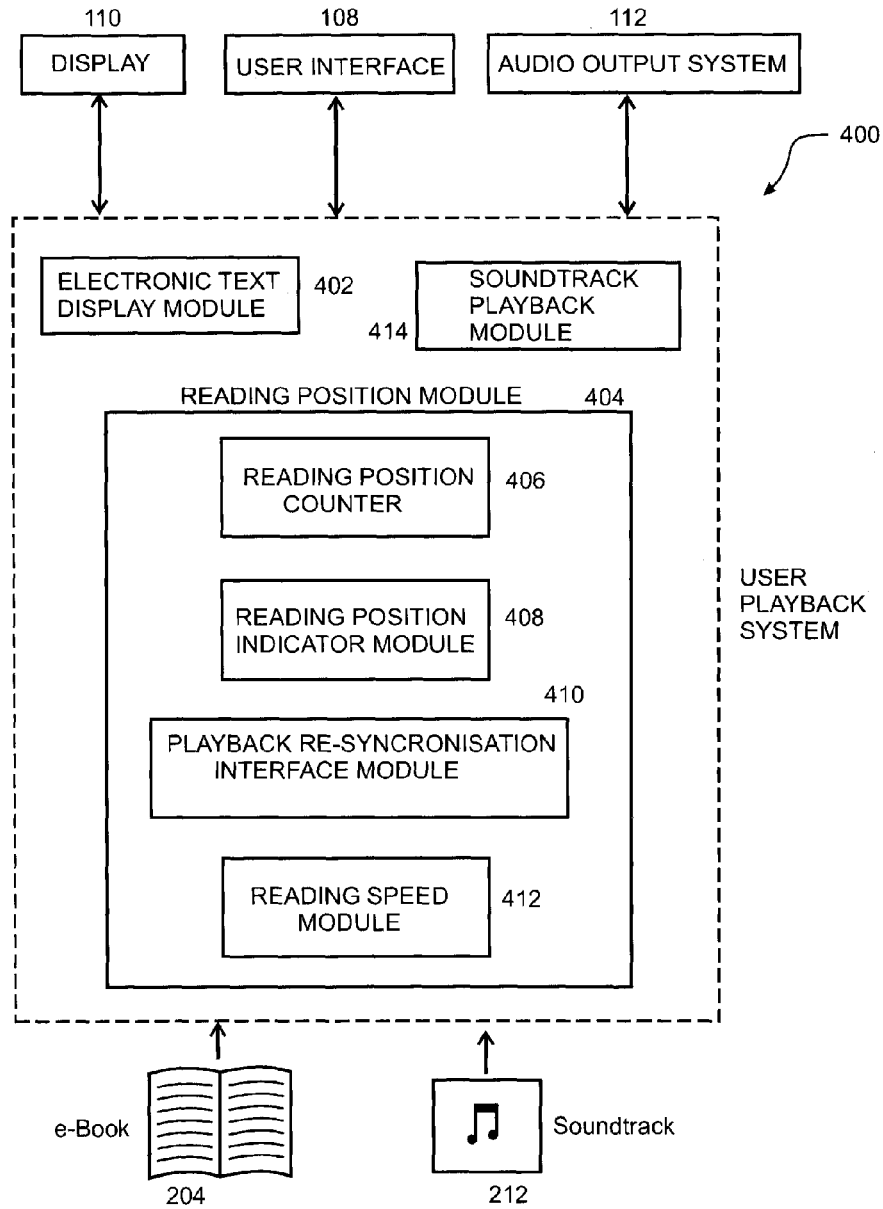 110
108
112
DISPLAY
USER INTERFACE
AUDIO OUTPUT SYSTEM
400
ELECTRONIC TEXT
DISPLAY MODULE
402
SOUNDTRACK
PLAYBACK
MODULE
414
READING POSITION MODULE
404
READING POSITION
COUNTER
406
READING POSITION
INDICATOR MODULE
408
410
PLAYBACK RE-SYNCRONISATION
INTERFACE MODULE
READING SPEED
MODULE
412
USER
PLAYBACK
SYSTEM
e-Book
204
Soundtrack
212